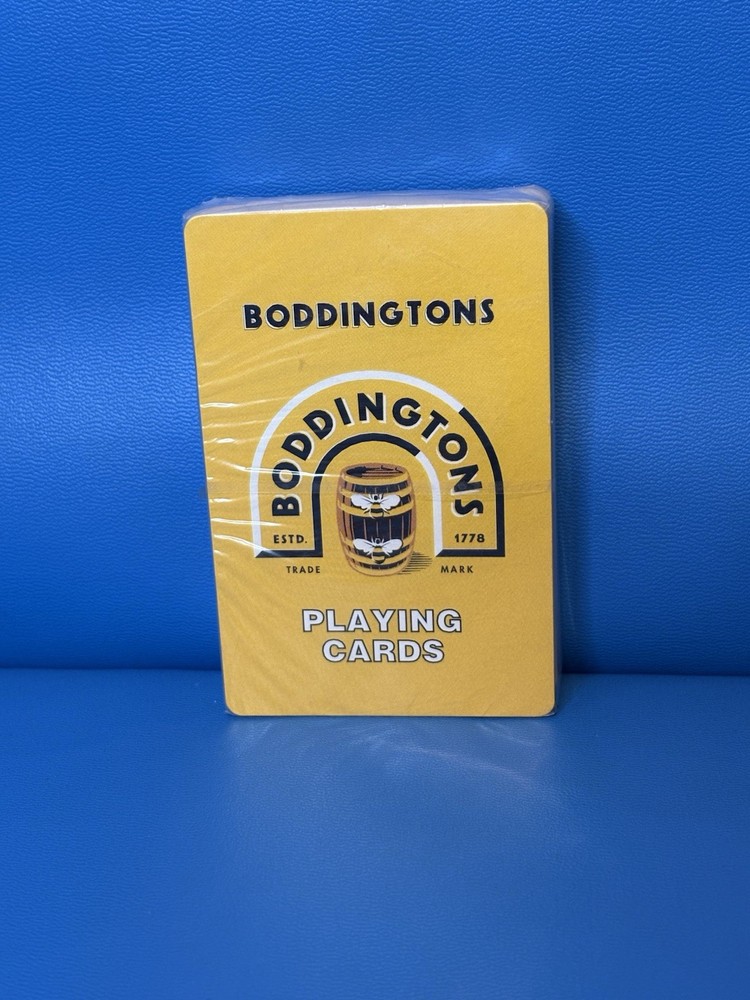 BODDINGTONS
BODDINGTONS
ESTD. 1778
TRADE MARK
PLAYING
CARDS